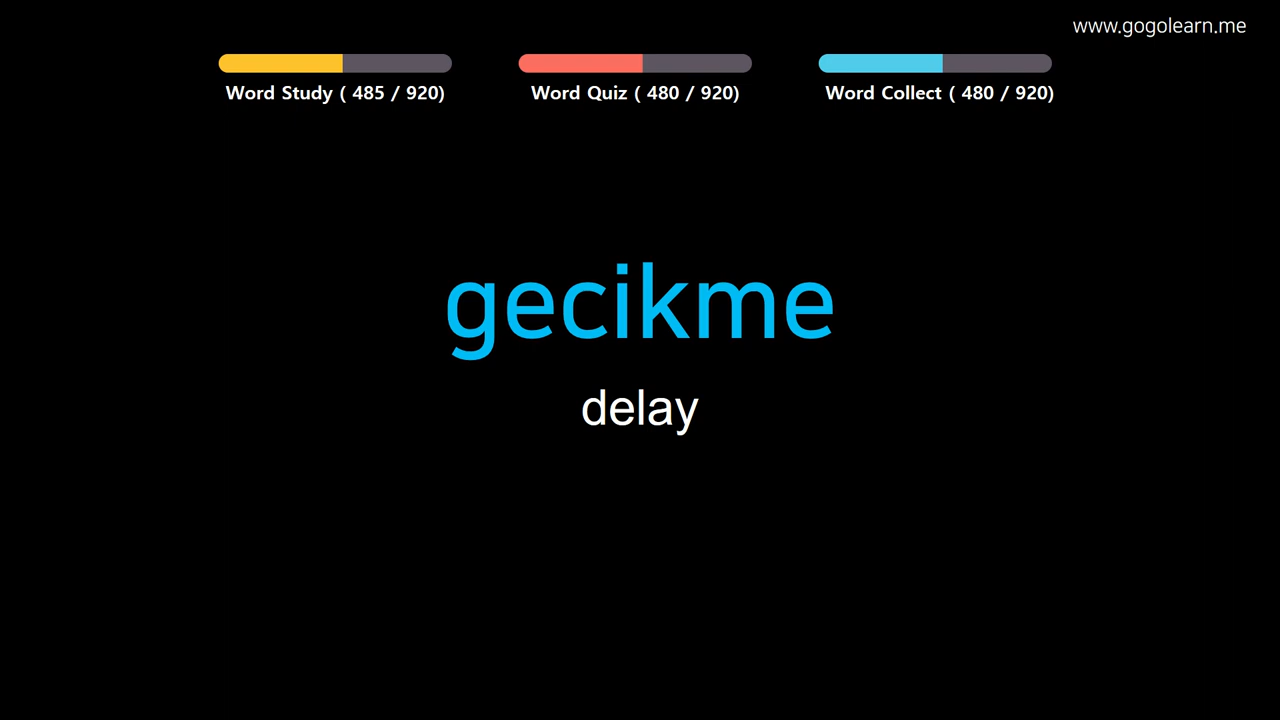 www.gogolearn.me
Word Study ( 485 / 920)
Word Quiz ( 480 / 920)
Word Collect ( 480 / 920)
gecikme
delay